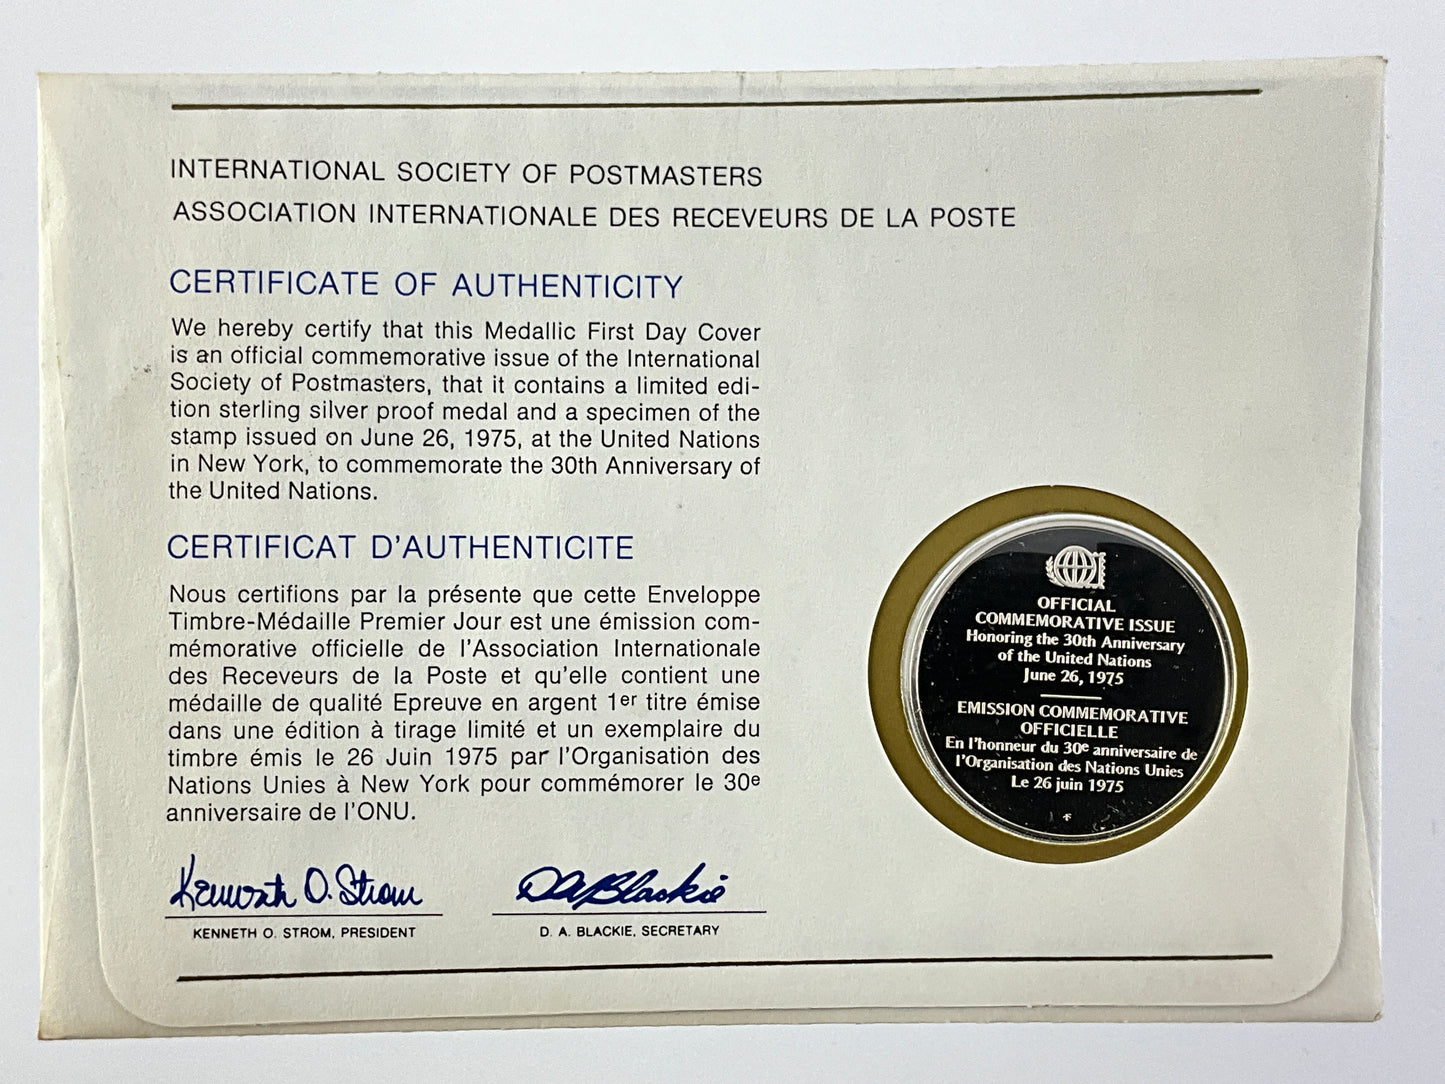 INTERNATIONAL SOCIETY OF POSTMASTERS
ASSOCIATION INTERNATIONALE DES RECEVEURS DE LA POSTE
CERTIFICATE OF AUTHENTICITY
We hereby certify that this Medallic First Day Cover
is an official commemorative issue of the International
Society of Postmasters, that it contains a limited edi-
tion sterling silver proof medal and a specimen of the
stamp issued on June 26, 1975, at the United Nations
in New York, to commemorate the 30th Anniversary of
the United Nations.
CERTIFICAT D'AUTHENTICITE
Nous certifions par la présente que cette Enveloppe
Timbre-Médaille Premier Jour est une émission com-
mémorative officielle de l'Association Internationale
des Receveurs de la Poste et qu'elle contient une
médaille de qualité Epreuve en argent 1er titre émise
dans une édition à tirage limité et un exemplaire du
timbre émis le 26 Juin 1975 par l'Organisation des
Nations Unies à New York pour commémorer le 30e
anniversaire de l'ONU.
Kenneth O. Strom
KENNETH O. STROM, PRESIDENT
D A Blackie
D. A. BLACKIE, SECRETARY
OFFICIAL
COMMEMORATIVE ISSUE
Honoring the 30th Anniversary
of the United Nations
June 26, 1975
EMISSION COMMEMORATIVE
OFFICIELLE
En l'honneur du 30e anniversaire de
l'Organisation des Nations Unies
Le 26 juin 1975